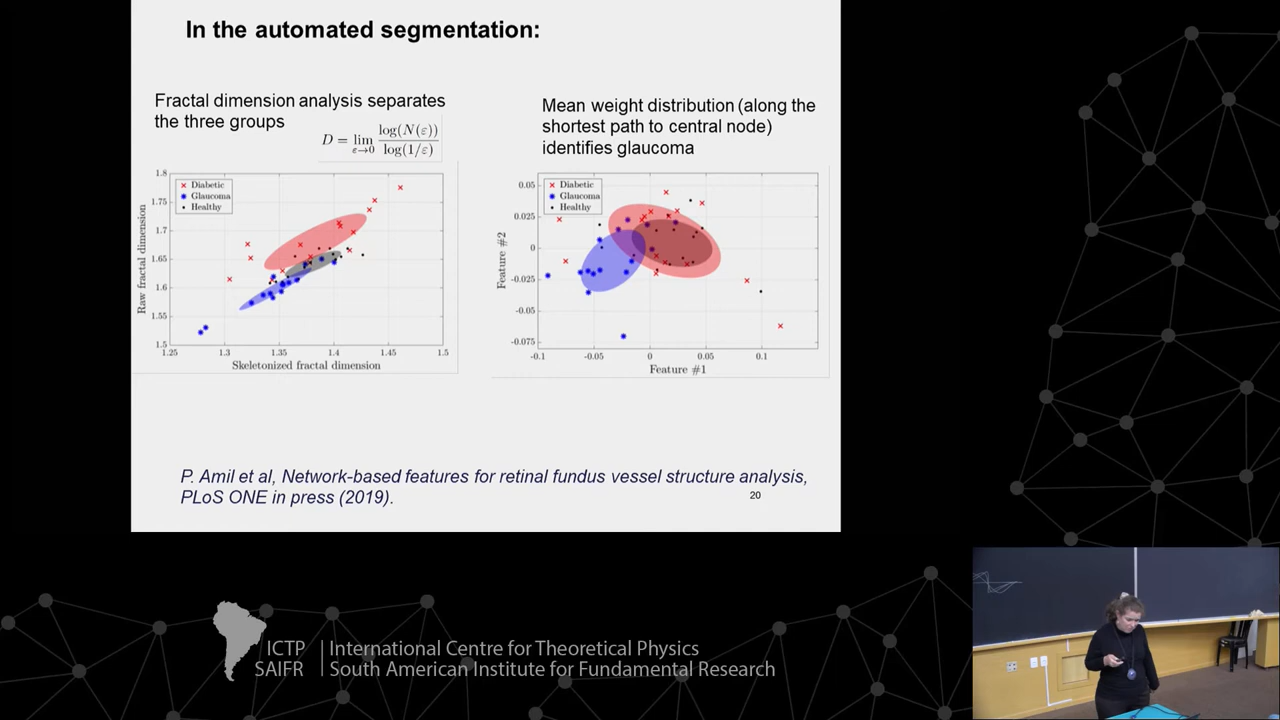 In the automated segmentation:
Fractal dimension analysis separates
the three groups
D = lim ε→0 log(N(ε)) / log(1/ε)
Mean weight distribution (along the
shortest path to central node)
identifies glaucoma
Diabetic
Glaucoma
Healthy
1.8
1.75
1.7
1.65
1.6
1.55
1.5
1.25 1.3 1.35 1.4 1.45 1.5
Raw fractal dimension
Skeletonized fractal dimension
Diabetic
Glaucoma
Healthy
0.05
0.025
0
-0.025
-0.05
-0.075
-0.1 -0.05 0 0.05 0.1
Feature #2
Feature #1
P. Amil et al, Network-based features for retinal fundus vessel structure analysis,
PLoS ONE in press (2019).
20
ICTP International Centre for Theoretical Physics
SAIFR South American Institute for Fundamental Research